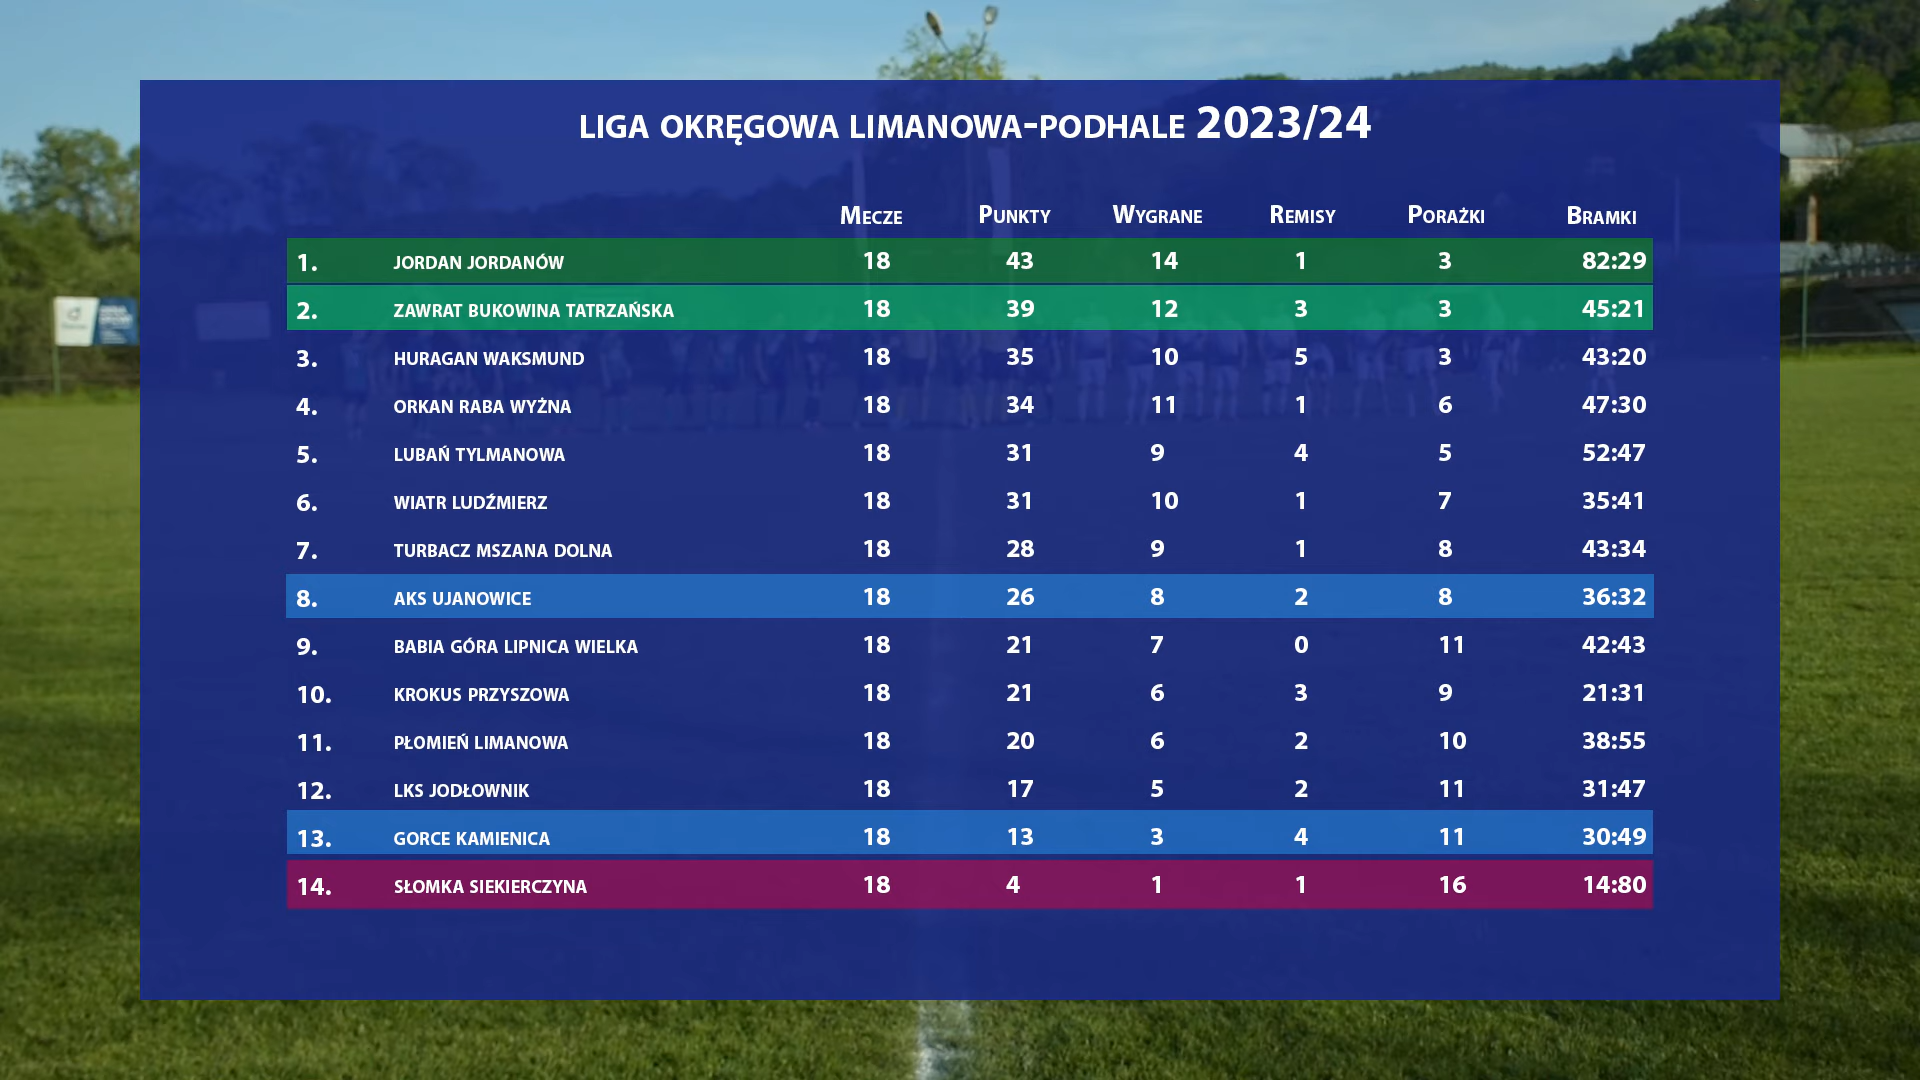 LIGA OKRĘGOWA LIMANOWA-PODHALE 2023/24
Mecze Punkty Wygrane Remisy Porażki Bramki
1. JORDAN JORDANÓW 18 43 14 1 3 82:29
2. ZAWRAT BUKOWINA TATRZAŃSKA 18 39 12 3 3 45:21
3. HURAGAN WAKSMUND 18 35 10 5 3 43:20
4. ORKAN RABA WYŻNA 18 34 11 1 6 47:30
5. LUBAŃ TYLMANOWA 18 31 9 4 5 52:47
6. WIATR LUDŹMIERZ 18 31 10 1 7 35:41
7. TURBACZ MSZANA DOLNA 18 28 9 1 8 43:34
8. AKS UJANOWICE 18 26 8 2 8 36:32
9. BABIA GÓRA LIPNICA WIELKA 18 21 7 0 11 42:43
10. KROKUS PRZYSZOWA 18 21 6 3 9 21:31
11. PŁOMIEŃ LIMANOWA 18 20 6 2 10 38:55
12. LKS JODŁOWNIK 18 17 5 2 11 31:47
13. GORCE KAMIENICA 18 13 3 4 11 30:49
14. SŁOMKA SIEKIERCZYNA 18 4 1 1 16 14:80